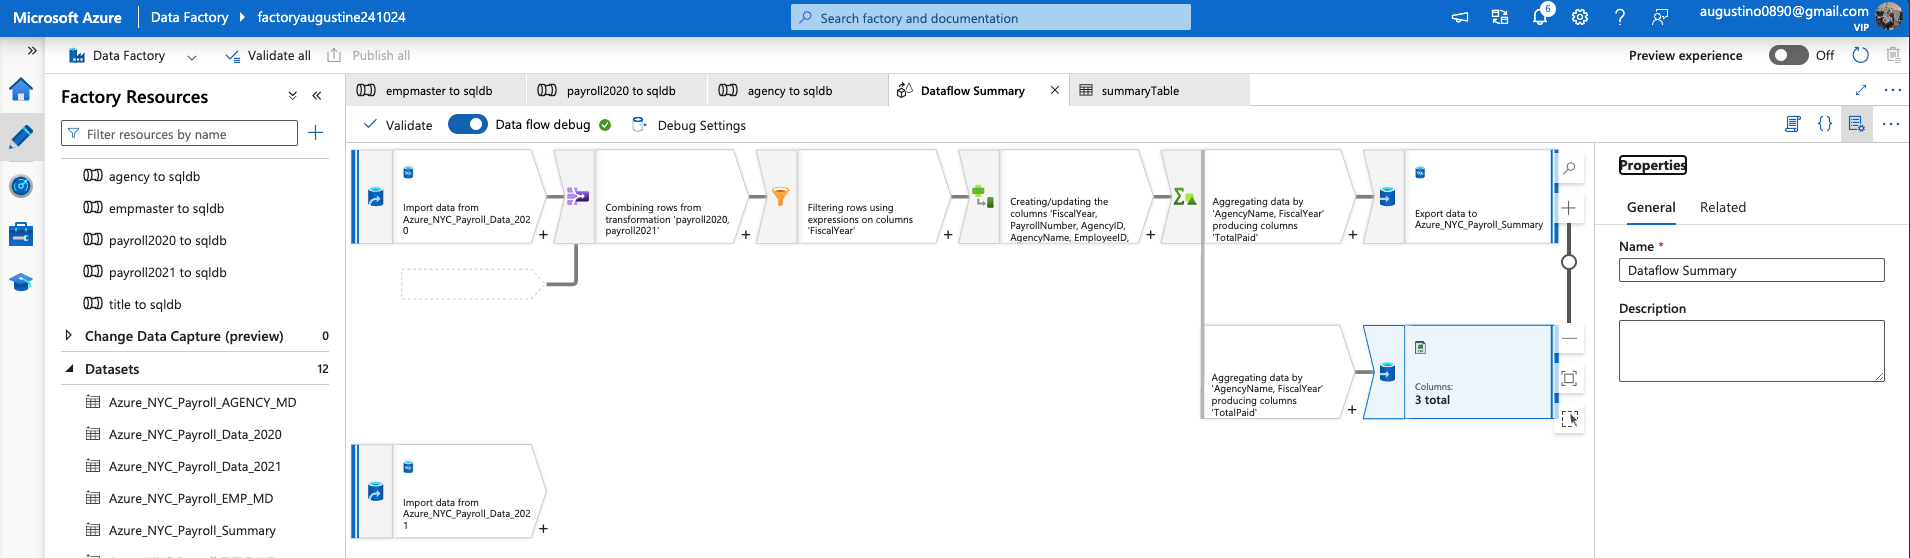 Microsoft Azure
Data Factory
factoryaugustine241024
Search factory and documentation
6
augustino0890@gmail.com
VIP
Data Factory
Validate all
Publish all
Preview experience
Off
Factory Resources
Filter resources by name
agency to sqldb
empmaster to sqldb
payroll2020 to sqldb
payroll2021 to sqldb
title to sqldb
Change Data Capture (preview) 0
Datasets 12
Azure_NYC_Payroll_AGENCY_MD
Azure_NYC_Payroll_Data_2020
Azure_NYC_Payroll_Data_2021
Azure_NYC_Payroll_EMP_MD
Azure_NYC_Payroll_Summary
empmaster to sqldb
payroll2020 to sqldb
agency to sqldb
Dataflow Summary
summaryTable
Validate
Data flow debug
Debug Settings
Import data from
Azure_NYC_Payroll_Data_202
0
Combining rows from
transformation 'payroll2020,
payroll2021'
Filtering rows using
expressions on columns
'FiscalYear'
Creating/updating the
columns 'FiscalYear,
PayrollNumber, AgencyID,
AgencyName, EmployeeID,
Aggregating data by
'AgencyName, FiscalYear'
producing columns
'TotalPaid'
Export data to
Azure_NYC_Payroll_Summary
Aggregating data by
'AgencyName, FiscalYear'
producing columns
'TotalPaid'
Columns:
3 total
Import data from
Azure_NYC_Payroll_Data_202
1
Properties
General
Related
Name *
Dataflow Summary
Description